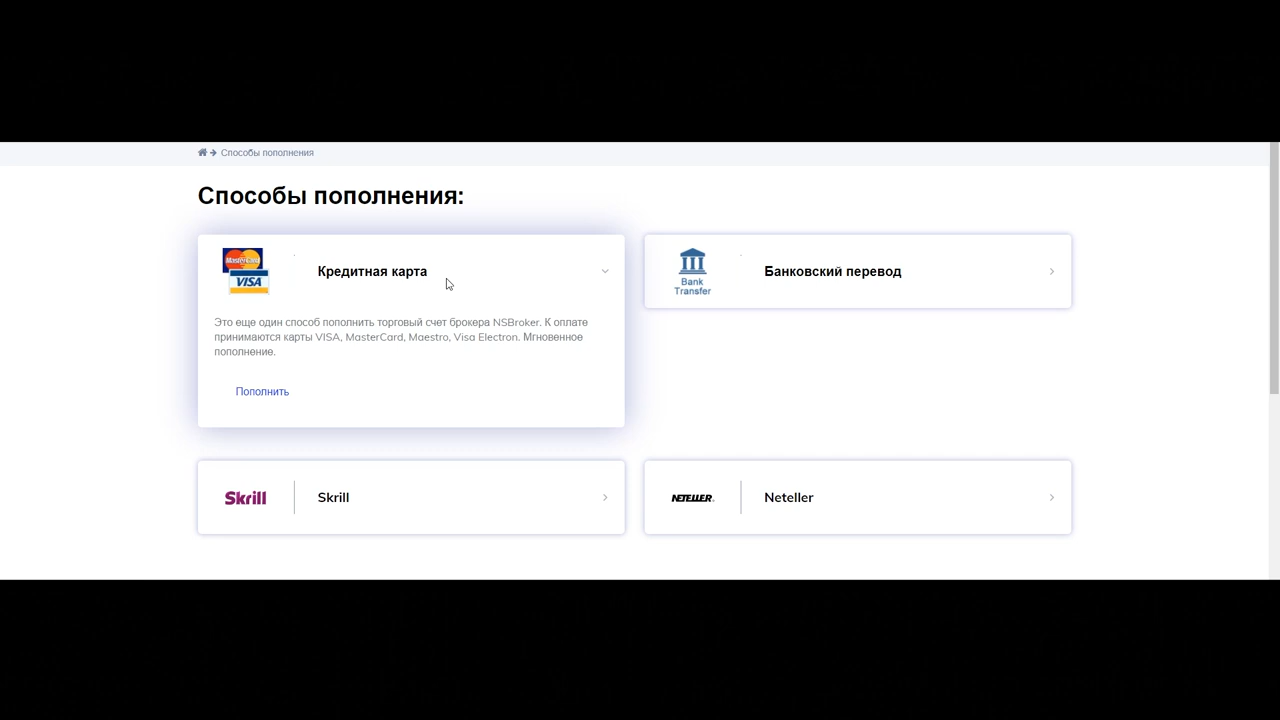 Способы пополнения
Способы пополнения:
MasterCard
VISA
Кредитная карта
Bank
Transfer
Банковский перевод
Это еще один способ пополнить торговый счет брокера NSBroker. К оплате
принимаются карты VISA, MasterCard, Maestro, Visa Electron. Мгновенное
пополнение.
Пополнить
Skrill
Skrill
NETELLER
Neteller